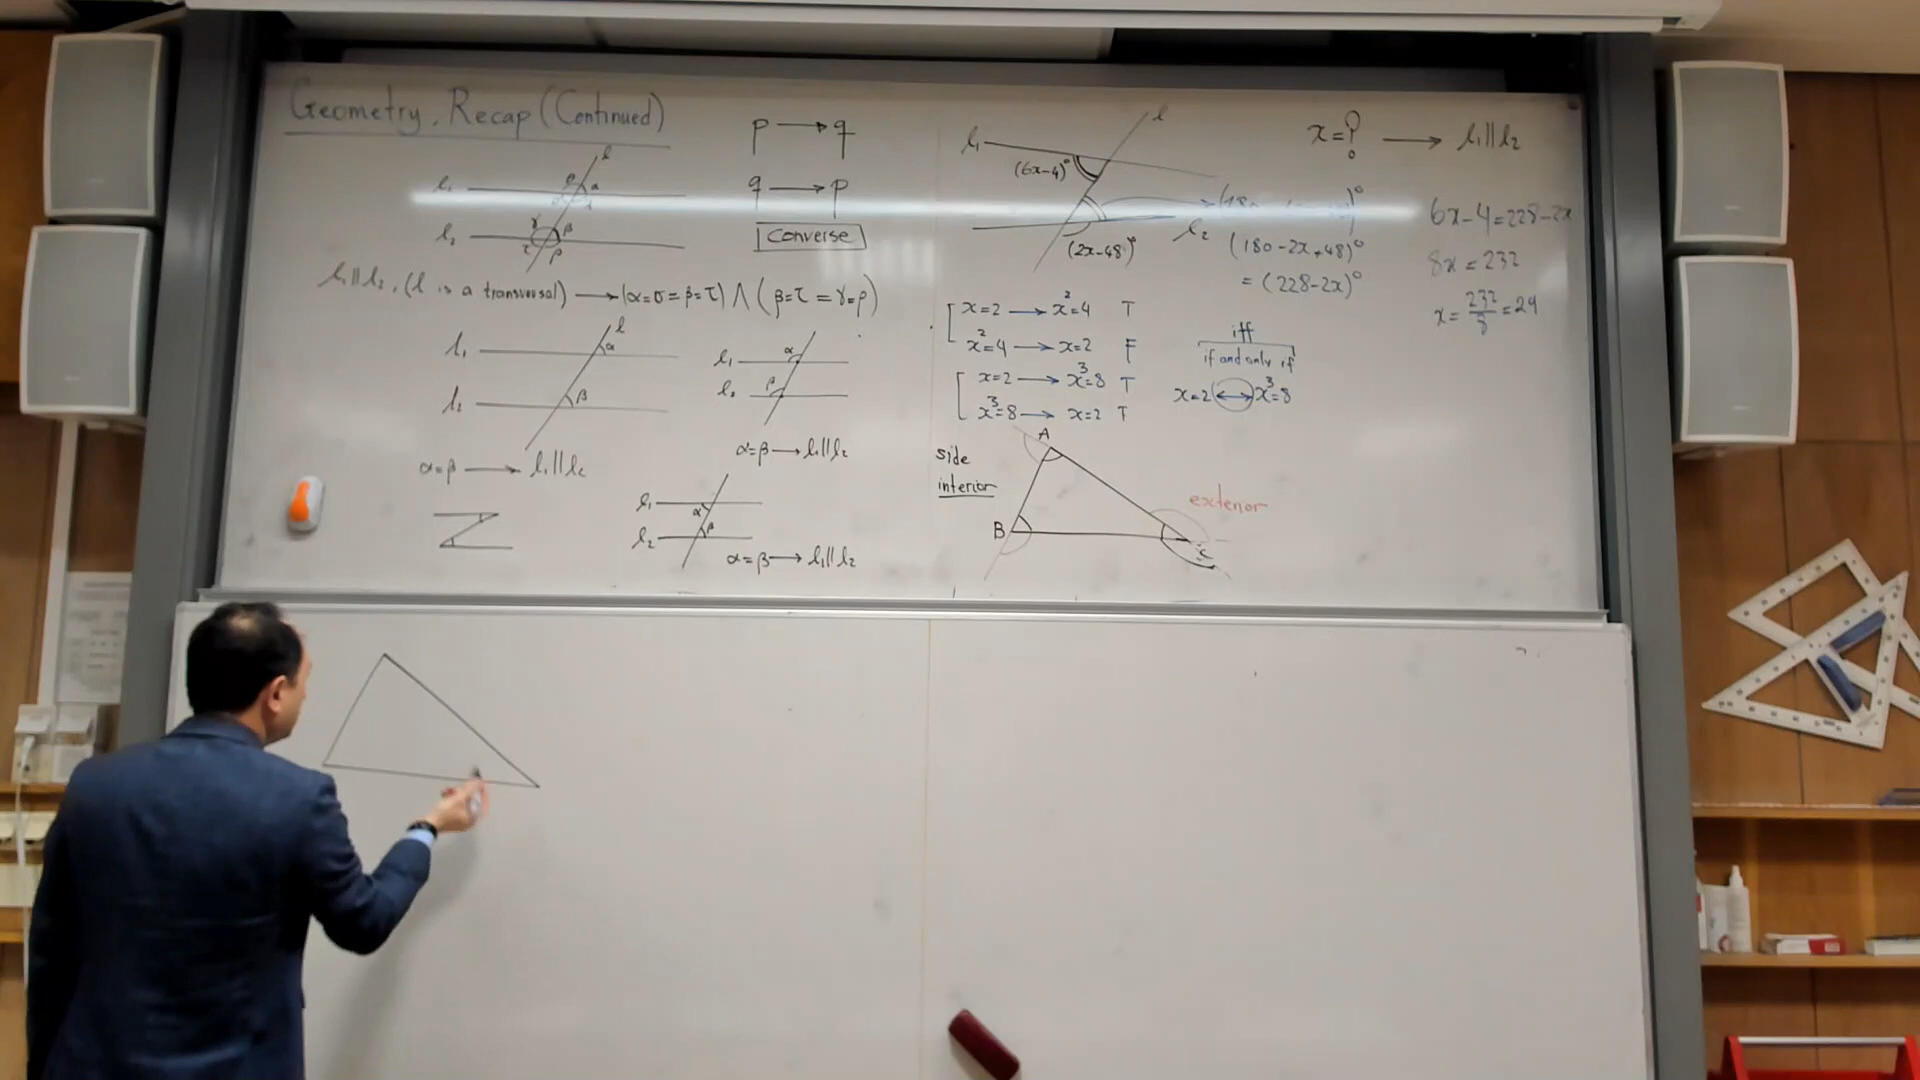 Geometry, Recap (Continued)
p → q
q → p
Converse
l₁
l₂
l
α
β
γ
τ
ρ
l₁ ∥ l₂, (l is a transversal) → (α=σ=β=τ) ∧ (β=τ=γ=ρ)
l₁
l₂
l
α
β
α=β → l₁ ∥ l₂
l₁
l₂
α
β
α=β → l₁ ∥ l₂
l₁
l₂
α
β
α=β → l₁ ∥ l₂
l₁
l
l₂
(6x-4)°
(2x-48)°
x=? → l₁ ∥ l₂
(180-2x+48)°
= (228-2x)°
6x-4=228-2x
8x=232
x=232/8=29
x=2 → x²=4 T
x²=4 → x=2 F
x=2 → x³=8 T
x³=8 → x=2 T
iff
if and only if
x=2 ↔ x³=8
side
interior
A
B
C
exterior